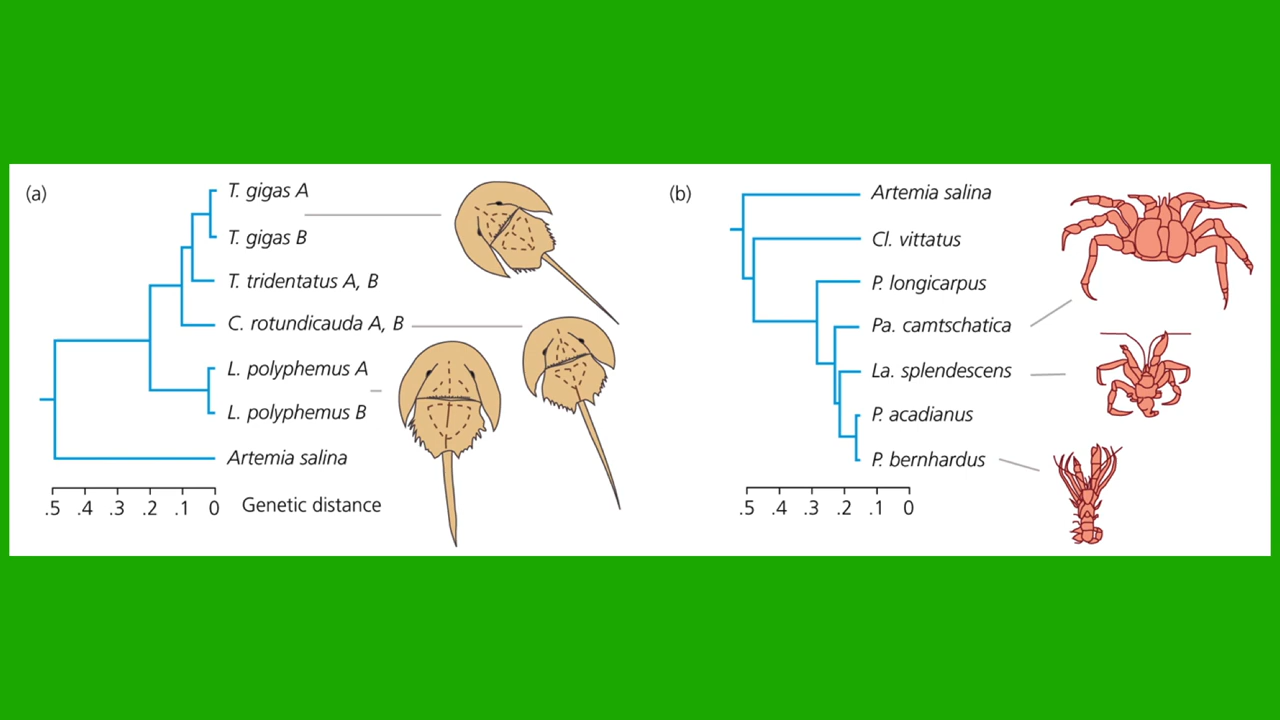 (a)
T. gigas A
T. gigas B
T. tridentatus A, B
C. rotundicauda A, B
L. polyphemus A
L. polyphemus B
Artemia salina
.5 .4 .3 .2 .1 0 Genetic distance
(b)
Artemia salina
Cl. vittatus
P. longicarpus
Pa. camtschatica
La. splendescens
P. acadianus
P. bernhardus
.5 .4 .3 .2 .1 0